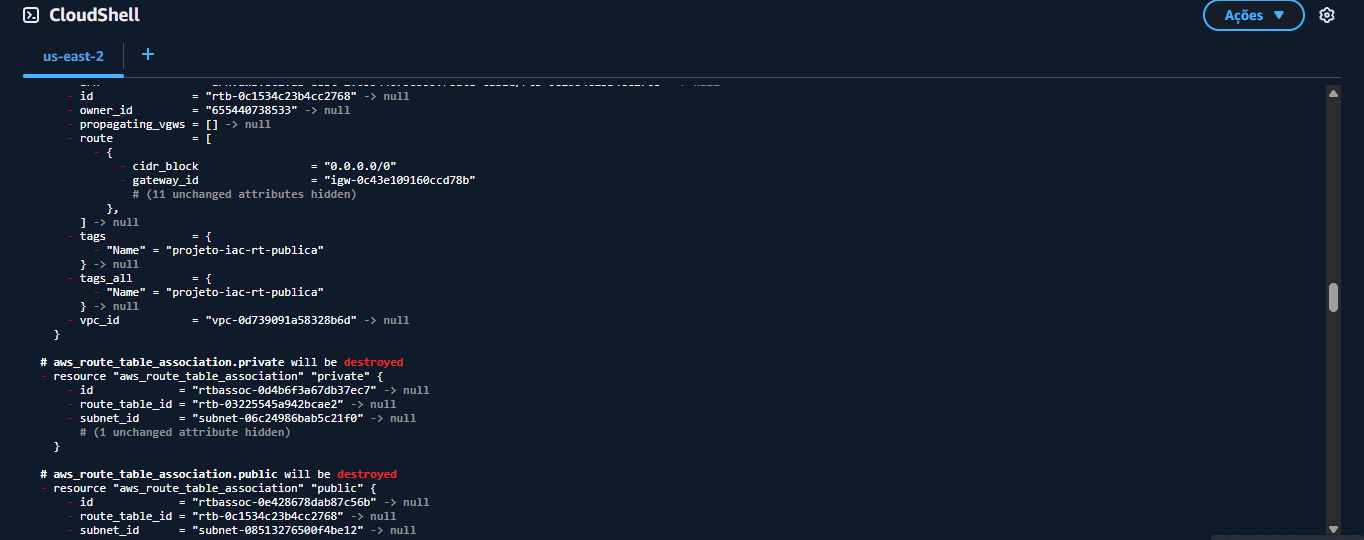 CloudShell
Ações
us-east-2 +
- id = "rtb-0c1534c23b4cc2768" -> null
- owner_id = "655440738533" -> null
- propagating_vgws = [] -> null
- route = [
- {
- cidr_block = "0.0.0.0/0"
- gateway_id = "igw-0c43e109160ccd78b"
# (11 unchanged attributes hidden)
},
] -> null
- tags = {
- "Name" = "projeto-iac-rt-publica"
} -> null
- tags_all = {
- "Name" = "projeto-iac-rt-publica"
} -> null
- vpc_id = "vpc-0d739091a58328b6d" -> null
}
# aws_route_table_association.private will be destroyed
- resource "aws_route_table_association" "private" {
- id = "rtbassoc-0d4b6f3a67db37ec7" -> null
- route_table_id = "rtb-03225545a942bcae2" -> null
- subnet_id = "subnet-06c24986bab5c21f0" -> null
# (1 unchanged attribute hidden)
}
# aws_route_table_association.public will be destroyed
- resource "aws_route_table_association" "public" {
- id = "rtbassoc-0e428678dab87c56b" -> null
- route_table_id = "rtb-0c1534c23b4cc2768" -> null
- subnet_id = "subnet-08513276500f4be12" -> null